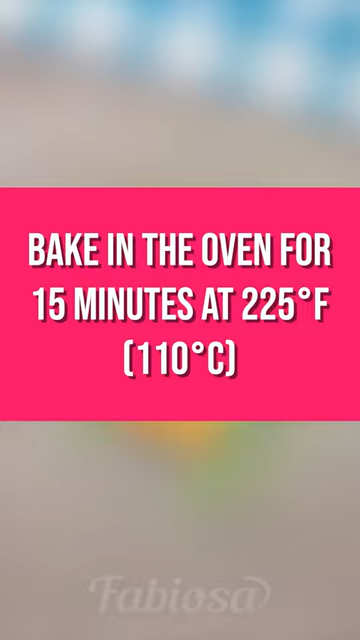 BAKE IN THE OVEN FOR
15 MINUTES AT 225°F
(110°C)
Fabiosa